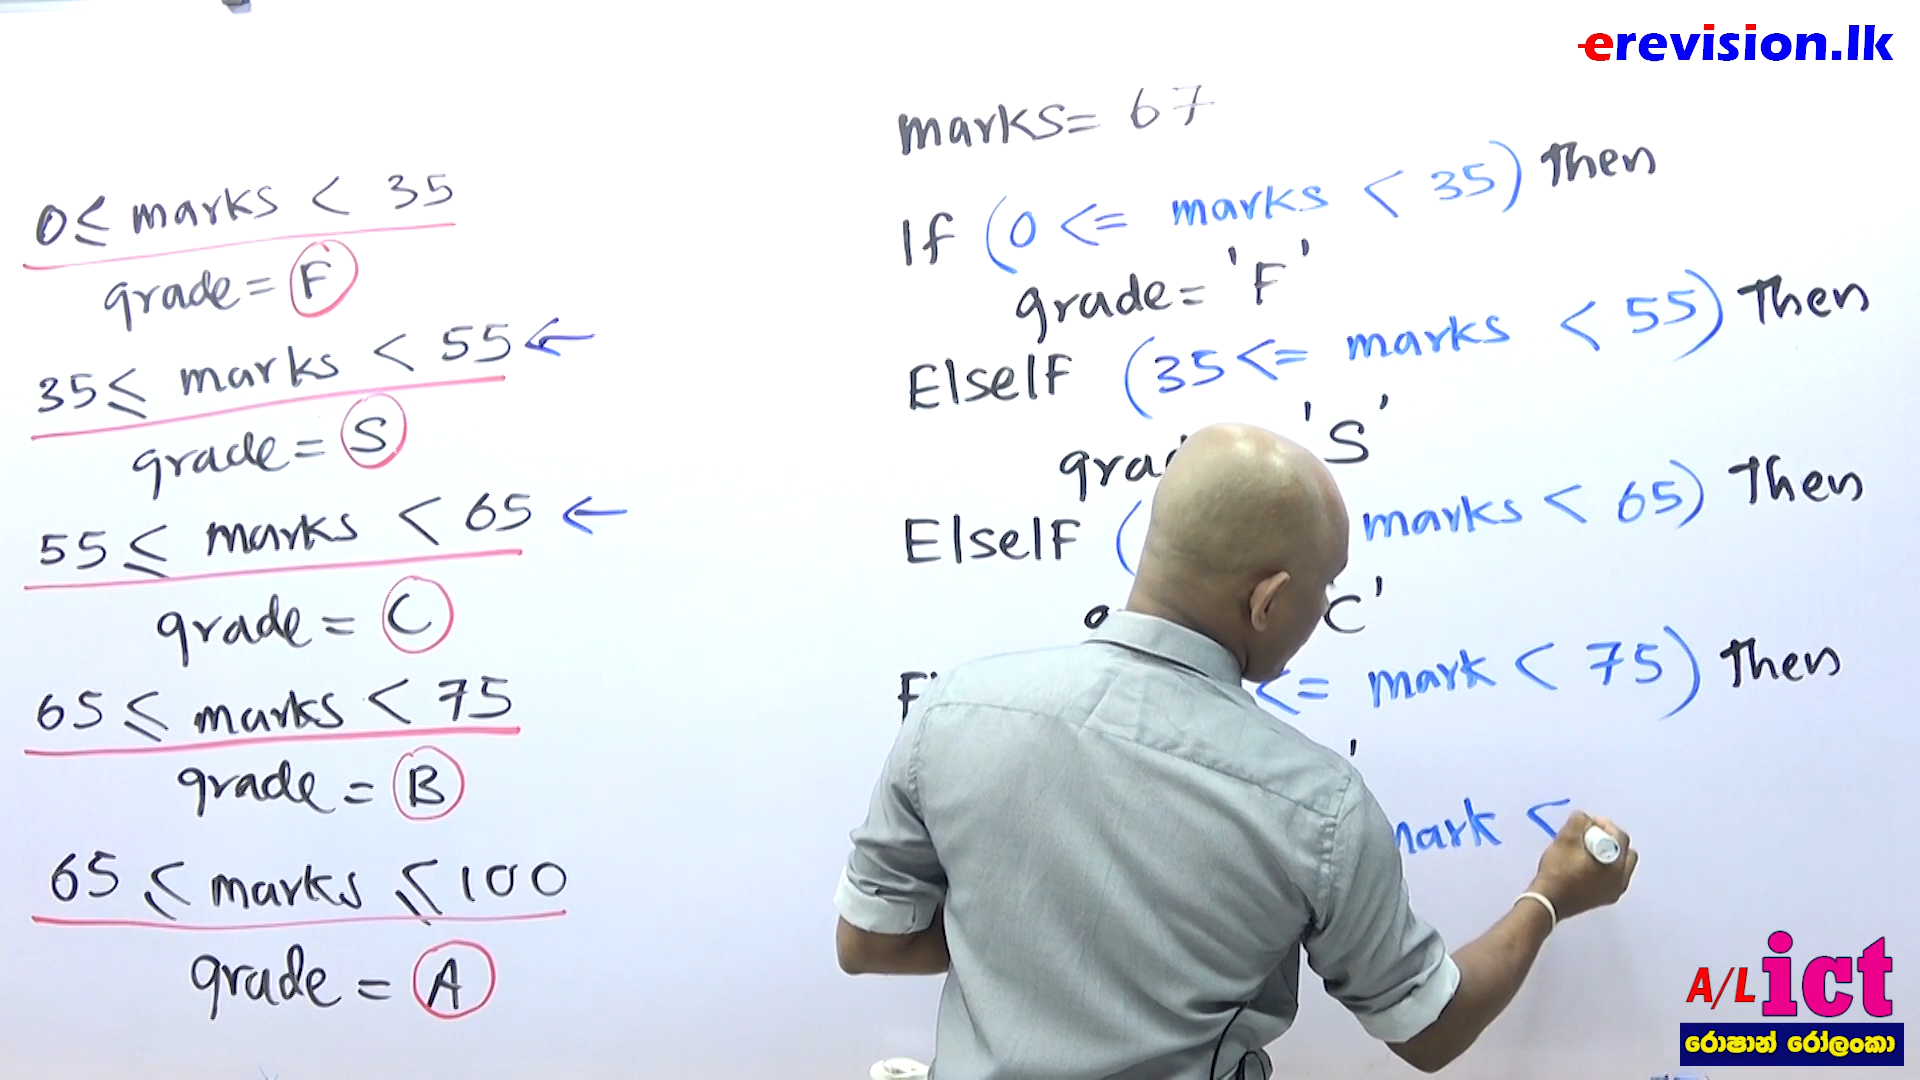 erevision.lk
0≤ marks < 35
grade = F
35 ≤ marks < 55 ←
grade = S
55 ≤ marks < 65 ←
grade = C
65 ≤ marks < 75
grade = B
65 ≤ marks ≤ 100
grade = A
marks= 67
If (0 <= marks < 35) Then
grade= 'F'
ElseIF (35 <= marks < 55) Then
'S'
ElseIF ( marks < 65) Then
C'
<= mark < 75) Then
'
mark <
A/L ict
රොෂාන් රෝලංකා